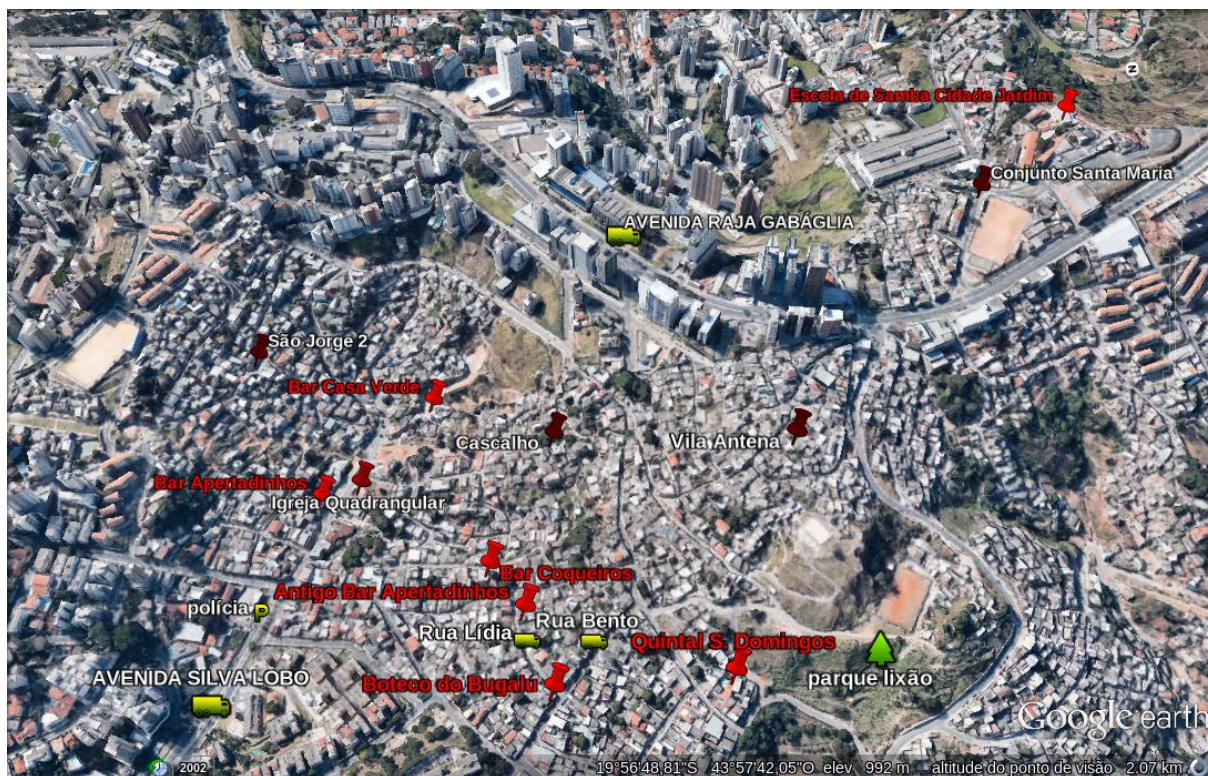 Escola de Samba Cidade Jardim
Conjunto Santa Maria
AVENIDA RAJA GABÁGLIA
São Jorge 2
Bar Casa Verde
Cascalho
Vila Antena
Bar Apertadinhos
Igreja Quadrangular
Bar Coqueiros
Antigo Bar Apertadinhos
polícia
P
Rua Lídia
Rua Bento
Quintal S. Domingos
AVENIDA SILVA LOBO
Boteco do Bugalu
parque lixão
Google earth
2002
19°56'48,81"S 43°57'42,05"O elev 992 m altitude do ponto de visão 2.07 km